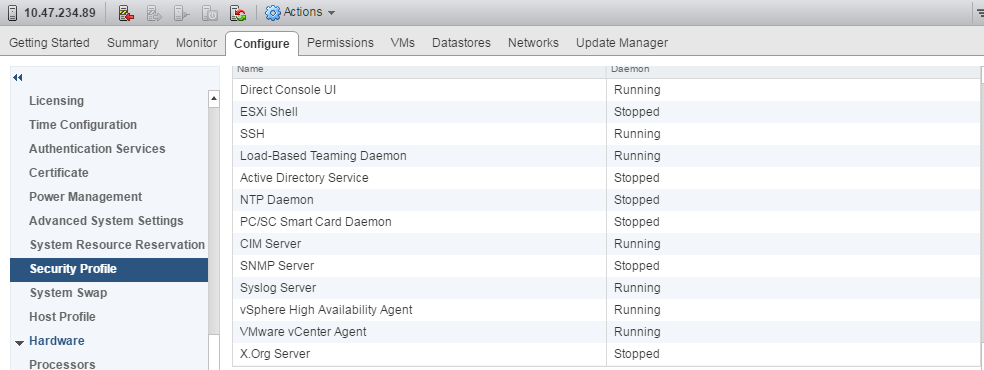 10.47.234.89 Actions
Getting Started Summary Monitor Configure Permissions VMs Datastores Networks Update Manager
Licensing
Time Configuration
Authentication Services
Certificate
Power Management
Advanced System Settings
System Resource Reservation
Security Profile
System Swap
Host Profile
Hardware
Processors
Name Daemon
Direct Console UI Running
ESXi Shell Stopped
SSH Running
Load-Based Teaming Daemon Running
Active Directory Service Stopped
NTP Daemon Stopped
PC/SC Smart Card Daemon Stopped
CIM Server Running
SNMP Server Stopped
Syslog Server Running
vSphere High Availability Agent Running
VMware vCenter Agent Running
X.Org Server Stopped